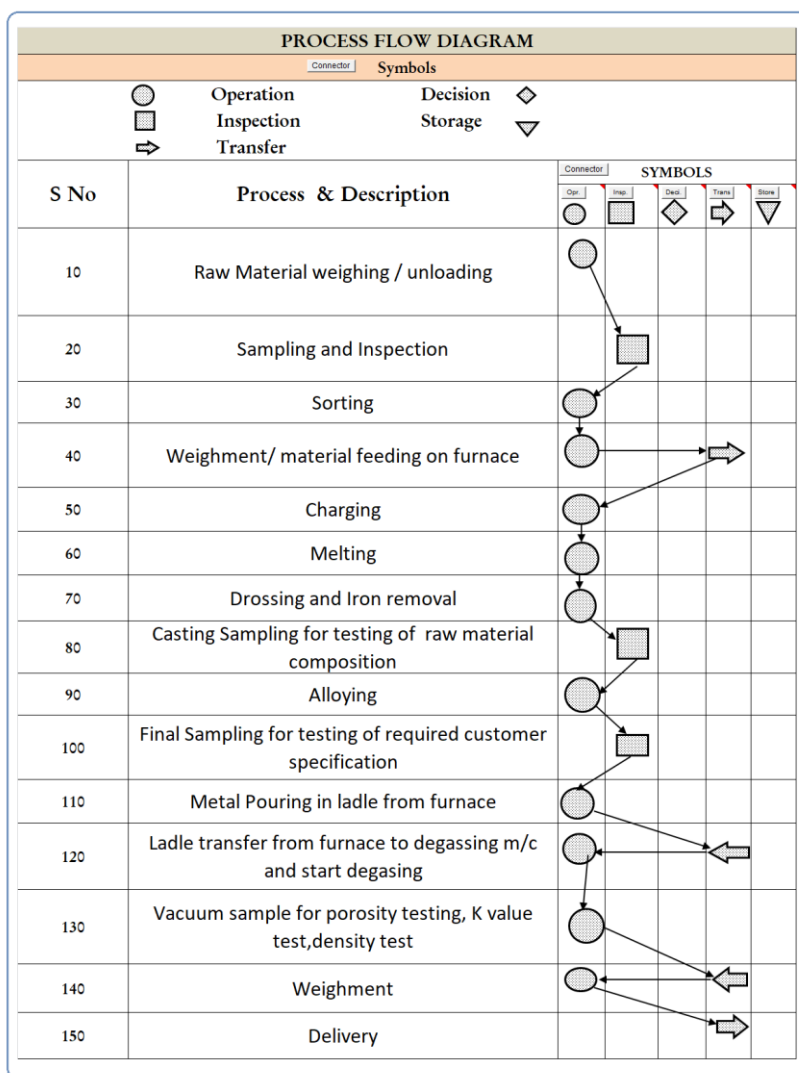 PROCESS FLOW DIAGRAM
Connector Symbols
Operation Decision
Inspection Storage
Transfer
S No Process & Description Connector SYMBOLS
Opr. Insp. Deci. Trans Store
10 Raw Material weighing / unloading
20 Sampling and Inspection
30 Sorting
40 Weighment/ material feeding on furnace
50 Charging
60 Melting
70 Drossing and Iron removal
80 Casting Sampling for testing of raw material
composition
90 Alloying
100 Final Sampling for testing of required customer
specification
110 Metal Pouring in ladle from furnace
120 Ladle transfer from furnace to degassing m/c
and start degasing
130 Vacuum sample for porosity testing, K value
test,density test
140 Weighment
150 Delivery